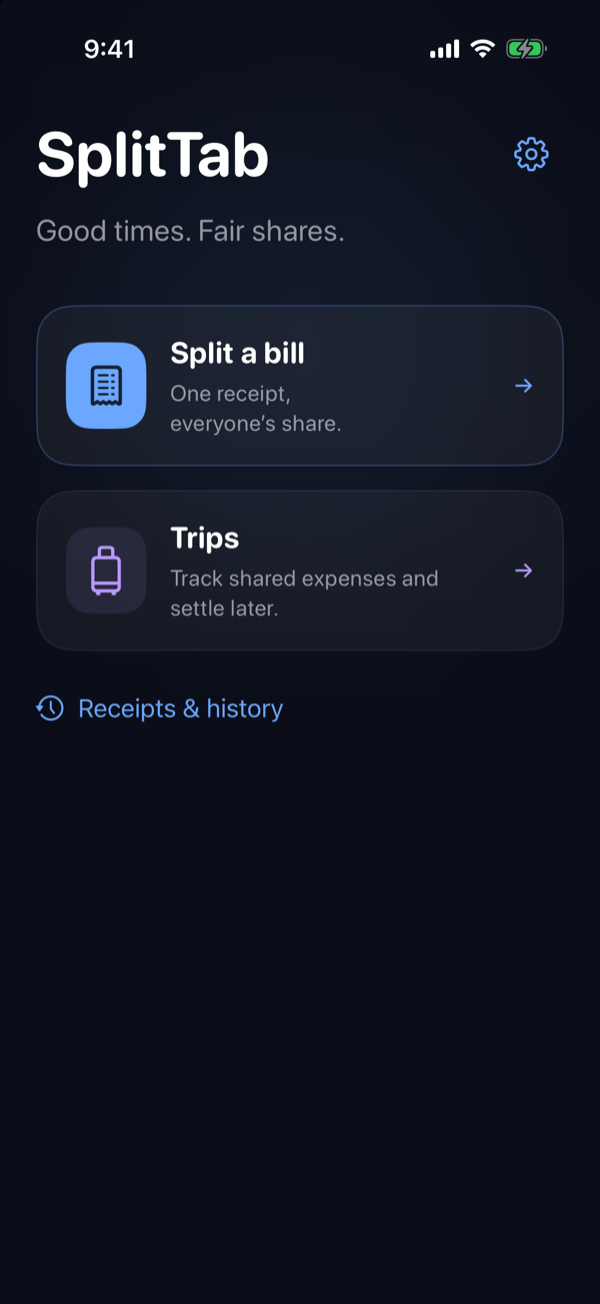 9:41
SplitTab
Good times. Fair shares.
Split a bill
One receipt,
everyone’s share.
Trips
Track shared expenses and
settle later.
Receipts & history